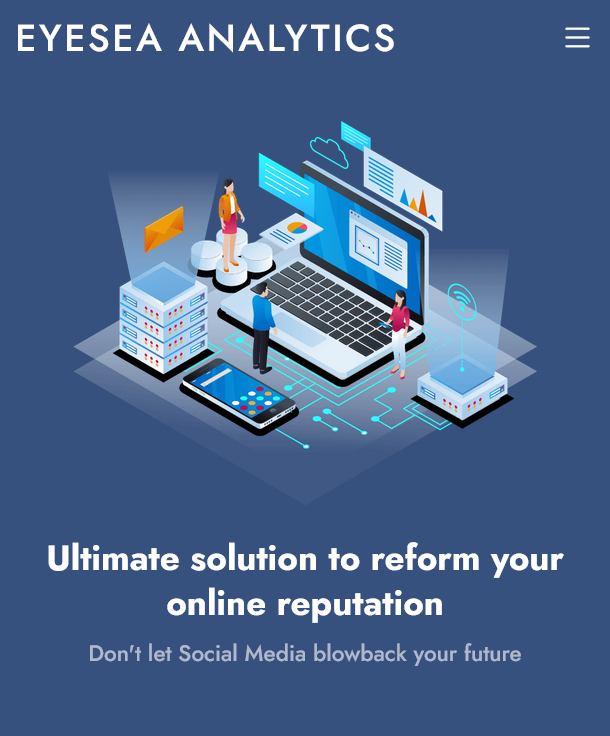 EYESEA ANALYTICS
Ultimate solution to reform your
online reputation
Don't let Social Media blowback your future